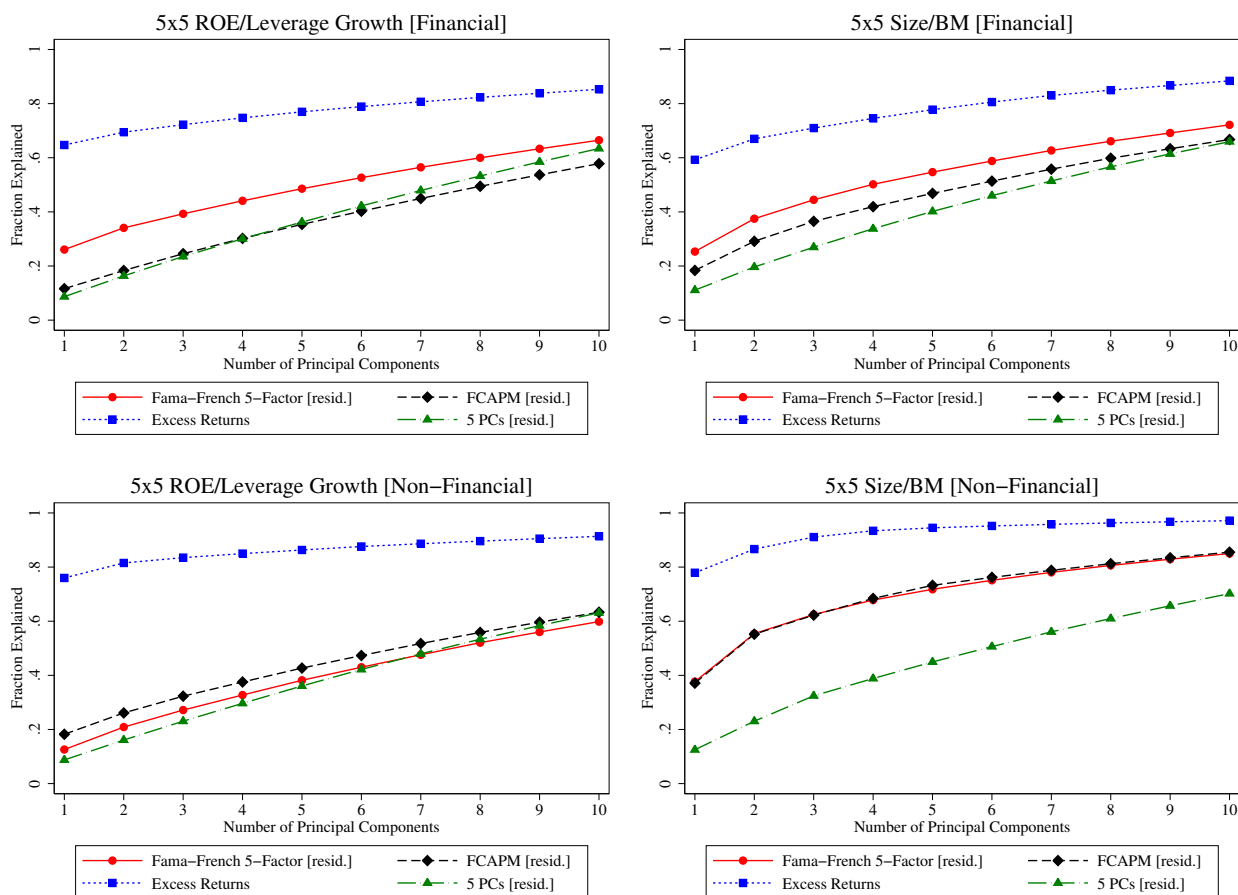 5x5 ROE/Leverage Growth [Financial]
Fraction Explained
0 .2 .4 .6 .8 1
1 2 3 4 5 6 7 8 9 10
Number of Principal Components
Fama−French 5−Factor [resid.] FCAPM [resid.]
Excess Returns 5 PCs [resid.]
5x5 Size/BM [Financial]
Fraction Explained
0 .2 .4 .6 .8 1
1 2 3 4 5 6 7 8 9 10
Number of Principal Components
Fama−French 5−Factor [resid.] FCAPM [resid.]
Excess Returns 5 PCs [resid.]
5x5 ROE/Leverage Growth [Non−Financial]
Fraction Explained
0 .2 .4 .6 .8 1
1 2 3 4 5 6 7 8 9 10
Number of Principal Components
Fama−French 5−Factor [resid.] FCAPM [resid.]
Excess Returns 5 PCs [resid.]
5x5 Size/BM [Non−Financial]
Fraction Explained
0 .2 .4 .6 .8 1
1 2 3 4 5 6 7 8 9 10
Number of Principal Components
Fama−French 5−Factor [resid.] FCAPM [resid.]
Excess Returns 5 PCs [resid.]